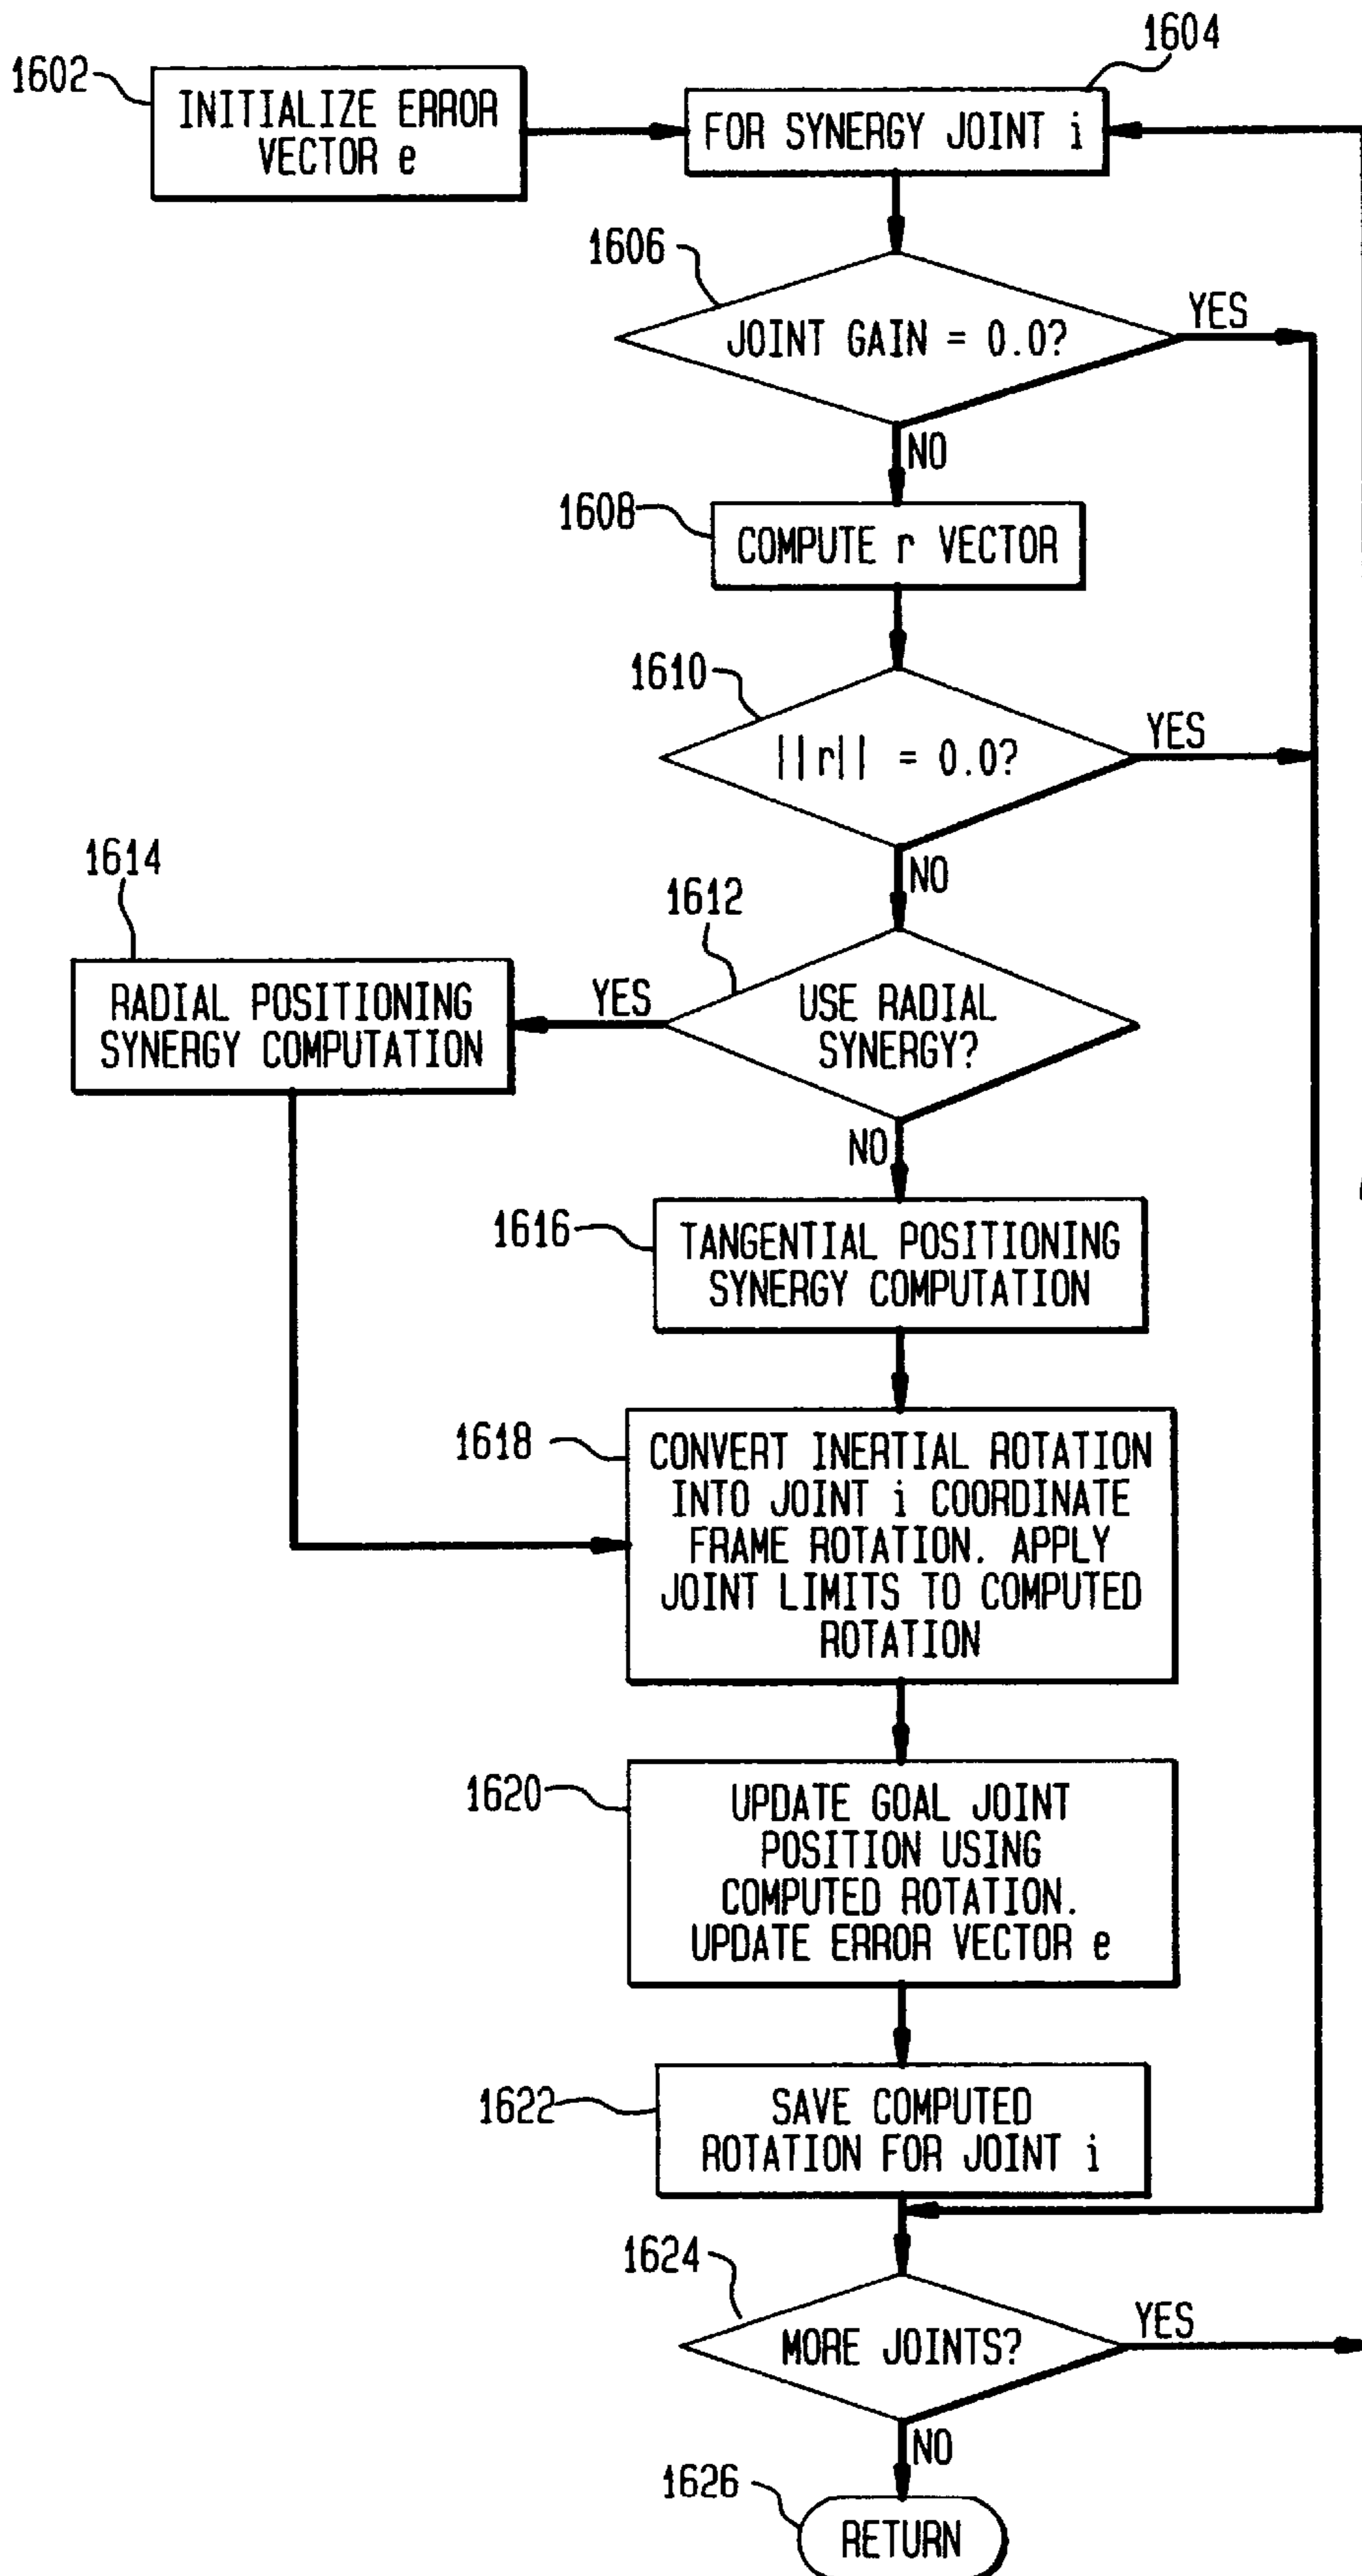 1602
INITIALIZE ERROR
VECTOR e
1604
FOR SYNERGY JOINT i
1606
JOINT GAIN = 0.0?
YES
NO
1608
COMPUTE r VECTOR
1610
||r|| = 0.0?
YES
NO
1612
USE RADIAL
SYNERGY?
YES
1614
RADIAL POSITIONING
SYNERGY COMPUTATION
NO
1616
TANGENTIAL POSITIONING
SYNERGY COMPUTATION
1618
CONVERT INERTIAL ROTATION
INTO JOINT i COORDINATE
FRAME ROTATION. APPLY
JOINT LIMITS TO COMPUTED
ROTATION
1620
UPDATE GOAL JOINT
POSITION USING
COMPUTED ROTATION.
UPDATE ERROR VECTOR e
1622
SAVE COMPUTED
ROTATION FOR JOINT i
1624
MORE JOINTS?
YES
NO
1626
RETURN